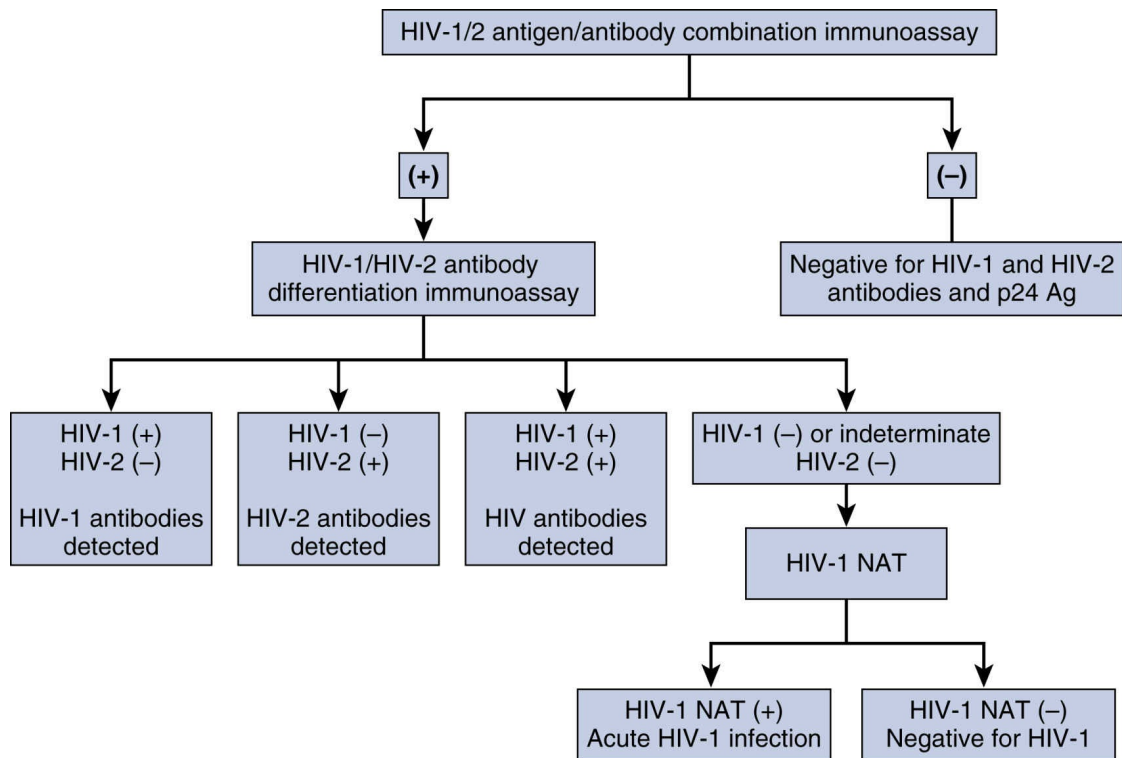 HIV-1/2 antigen/antibody combination immunoassay
(+)
(–)
HIV-1/HIV-2 antibody
differentiation immunoassay
Negative for HIV-1 and HIV-2
antibodies and p24 Ag
HIV-1 (+)
HIV-2 (–)
HIV-1 antibodies
detected
HIV-1 (–)
HIV-2 (+)
HIV-2 antibodies
detected
HIV-1 (+)
HIV-2 (+)
HIV antibodies
detected
HIV-1 (–) or indeterminate
HIV-2 (–)
HIV-1 NAT
HIV-1 NAT (+)
Acute HIV-1 infection
HIV-1 NAT (–)
Negative for HIV-1